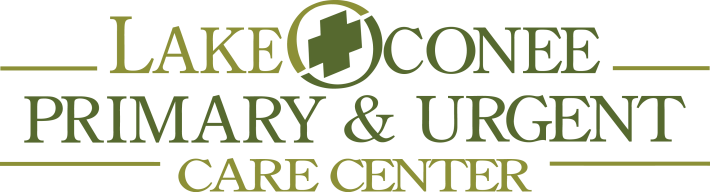 LAKE OCONEE
PRIMARY & URGENT
CARE CENTER